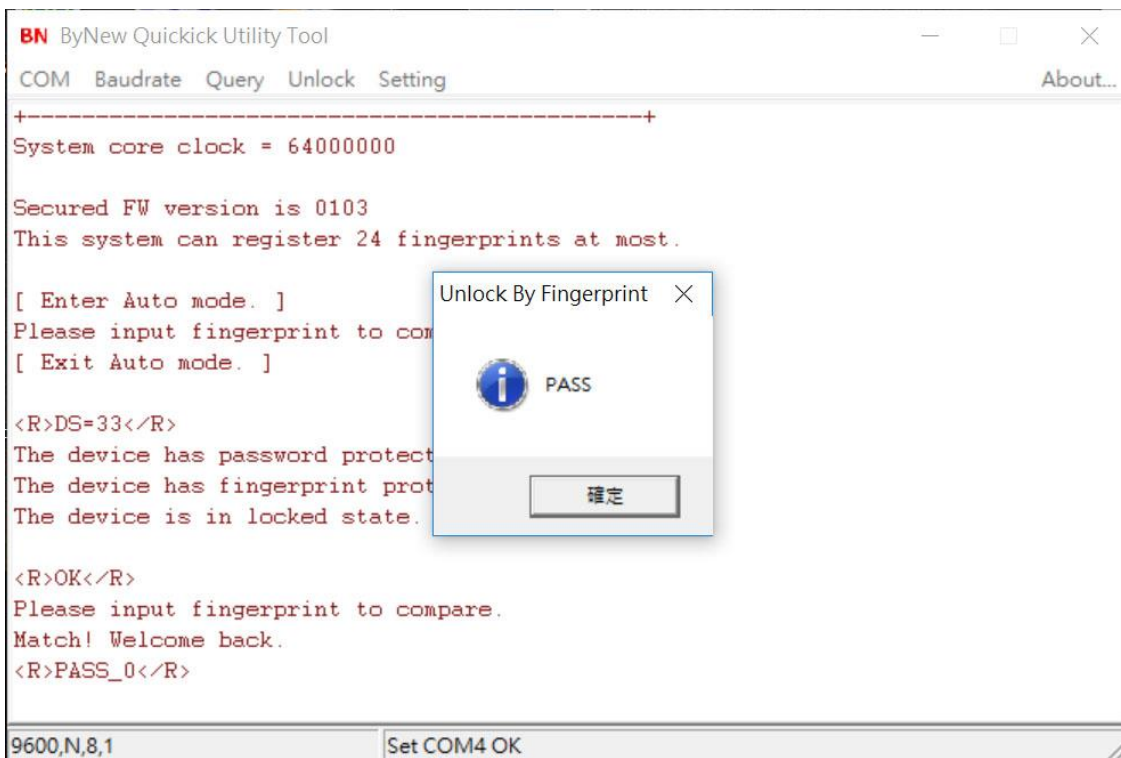 BN ByNew Quickick Utility Tool
COM Baudrate Query Unlock Setting About...
+----------------------------------------------+
System core clock = 64000000
Secured FW version is 0103
This system can register 24 fingerprints at most.
[ Enter Auto mode. ]
Please input fingerprint to com
[ Exit Auto mode. ]
<R>DS=33</R>
The device has password protect
The device has fingerprint prot
The device is in locked state.
<R>OK</R>
Please input fingerprint to compare.
Match! Welcome back.
<R>PASS_0</R>
Unlock By Fingerprint
PASS
確定
9600,N,8,1
Set COM4 OK